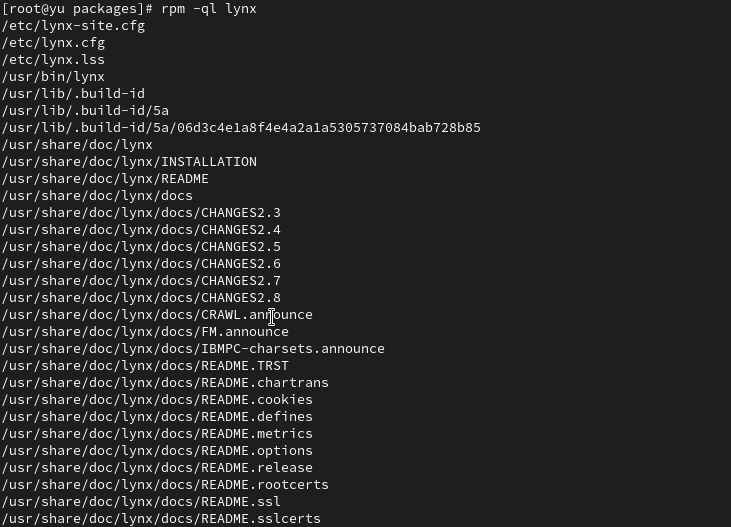 [root@yu packages]# rpm -ql lynx
/etc/lynx-site.cfg
/etc/lynx.cfg
/etc/lynx.lss
/usr/bin/lynx
/usr/lib/.build-id
/usr/lib/.build-id/5a
/usr/lib/.build-id/5a/06d3c4e1a8f4e4a2a1a5305737084bab728b85
/usr/share/doc/lynx
/usr/share/doc/lynx/INSTALLATION
/usr/share/doc/lynx/README
/usr/share/doc/lynx/docs
/usr/share/doc/lynx/docs/CHANGES2.3
/usr/share/doc/lynx/docs/CHANGES2.4
/usr/share/doc/lynx/docs/CHANGES2.5
/usr/share/doc/lynx/docs/CHANGES2.6
/usr/share/doc/lynx/docs/CHANGES2.7
/usr/share/doc/lynx/docs/CHANGES2.8
/usr/share/doc/lynx/docs/CRAWL.announce
/usr/share/doc/lynx/docs/FM.announce
/usr/share/doc/lynx/docs/IBMPC-charsets.announce
/usr/share/doc/lynx/docs/README.TRST
/usr/share/doc/lynx/docs/README.chartrans
/usr/share/doc/lynx/docs/README.cookies
/usr/share/doc/lynx/docs/README.defines
/usr/share/doc/lynx/docs/README.metrics
/usr/share/doc/lynx/docs/README.options
/usr/share/doc/lynx/docs/README.release
/usr/share/doc/lynx/docs/README.rootcerts
/usr/share/doc/lynx/docs/README.ssl
/usr/share/doc/lynx/docs/README.sslcerts